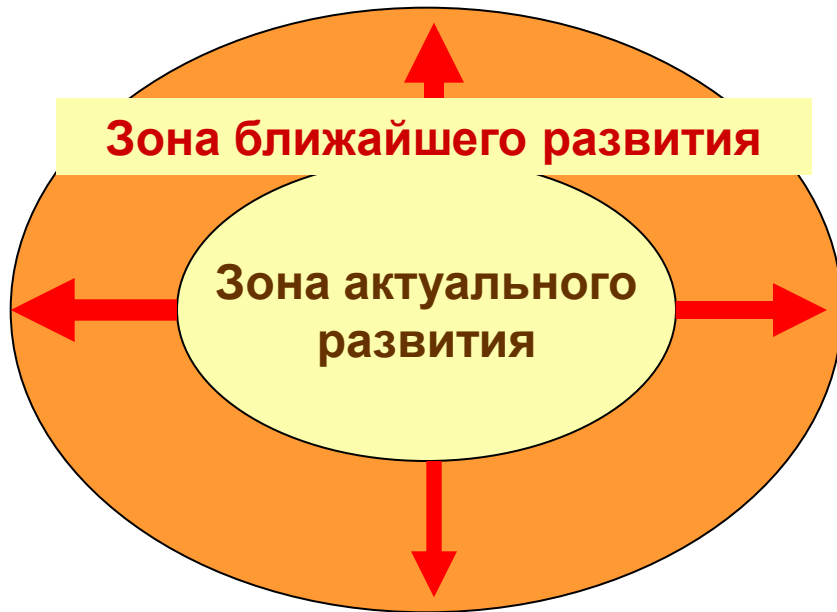 Зона ближайшего развития
Зона актуального
развития